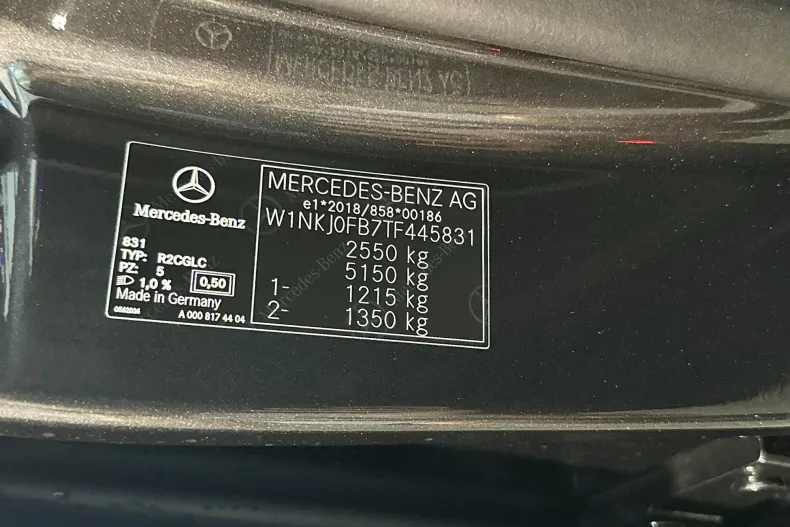 Mercedes-Benz
831
TYP: R2CGLC
PZ: 5
1,0 % 0,50
Made in Germany
A 000 817 44 04
MERCEDES-BENZ AG
e1*2018/858*00186
W1NKJ0FB7TF445831
2550 kg
5150 kg
1- 1215 kg
2- 1350 kg